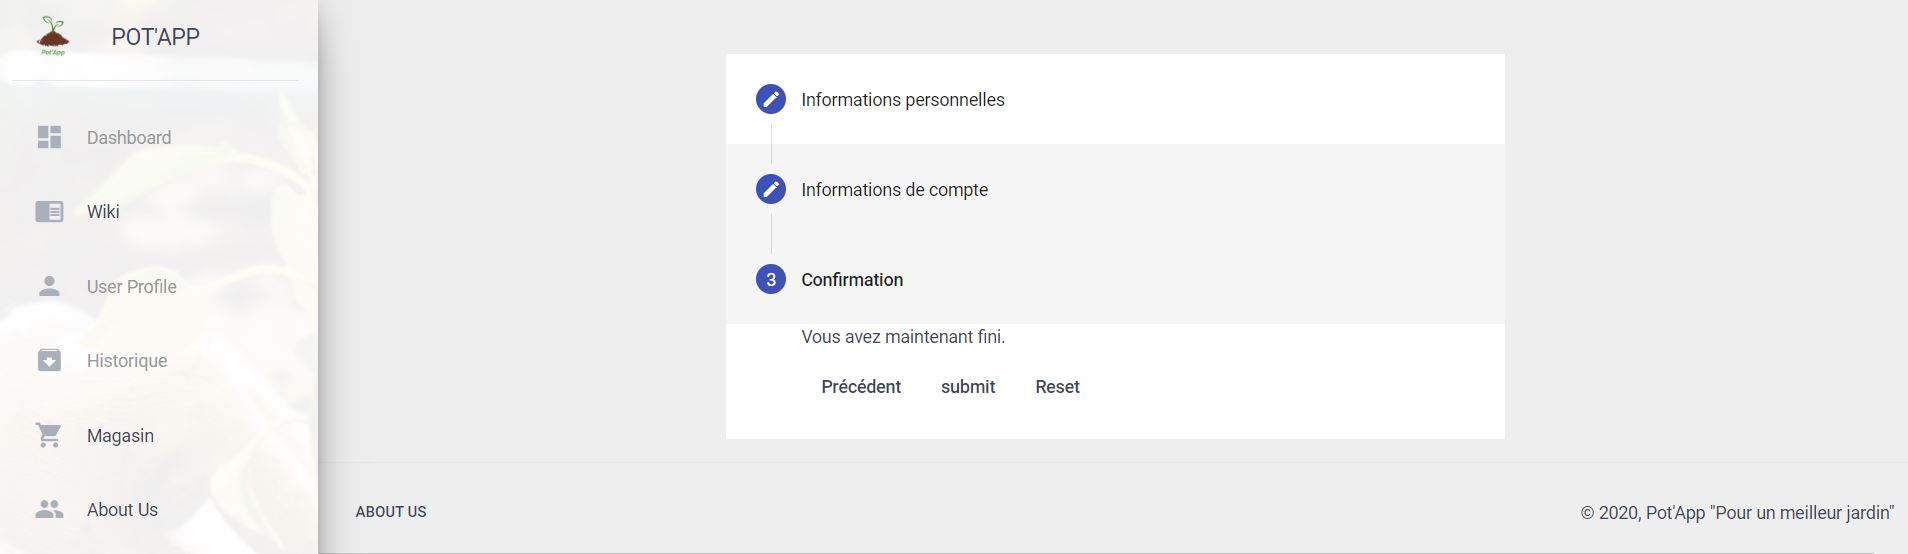 Pot'App
POT'APP
Dashboard
Wiki
User Profile
Historique
Magasin
About Us
Informations personnelles
Informations de compte
3 Confirmation
Vous avez maintenant fini.
Précédent submit Reset
ABOUT US
© 2020, Pot'App "Pour un meilleur jardin"